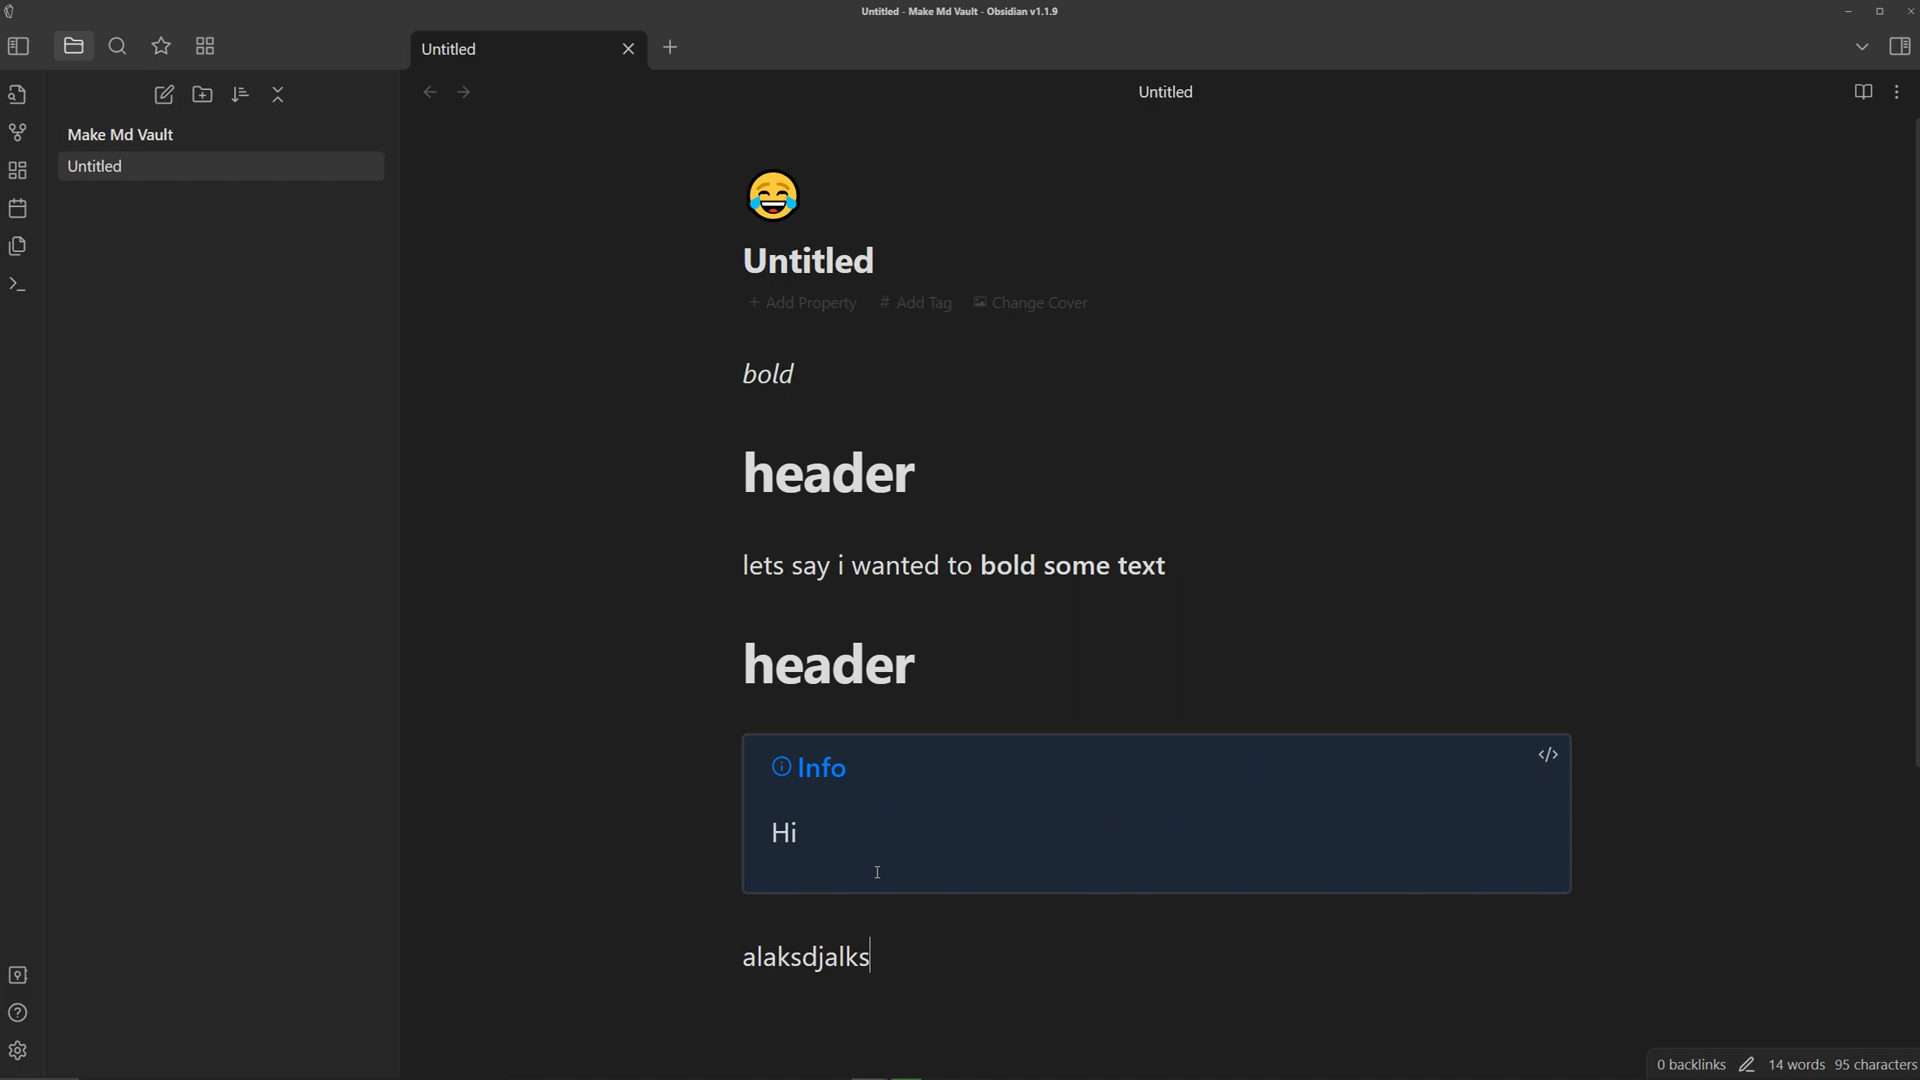 Untitled - Make Md Vault - Obsidian v1.1.9
Untitled
Untitled
Make Md Vault
Untitled
Untitled
+ Add Property # Add Tag Change Cover
bold
header
lets say i wanted to bold some text
header
Info
</>
Hi
alaksdjalks
0 backlinks 14 words 95 characters